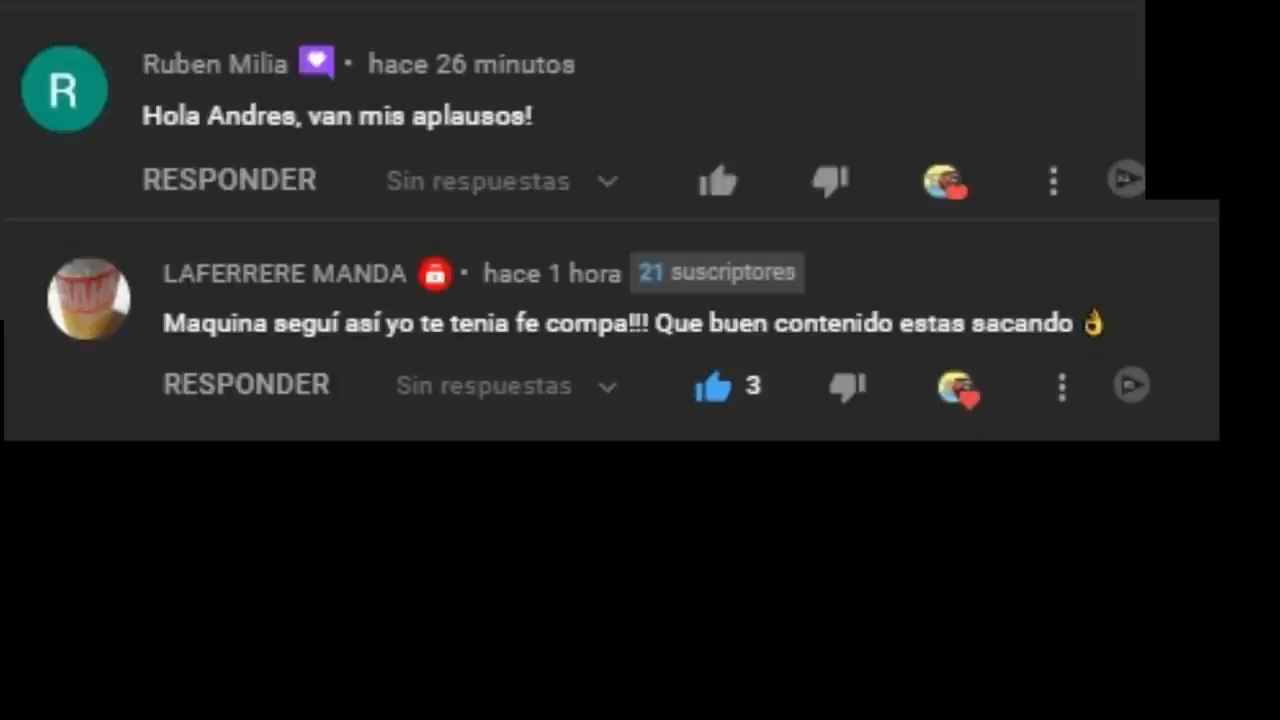 R
Ruben Milia • hace 26 minutos
Hola Andres, van mis aplausos!
RESPONDER Sin respuestas
LAFERRERE MANDA • hace 1 hora 21 suscriptores
Maquina seguí así yo te tenia fe compa!!! Que buen contenido estas sacando 👌
RESPONDER Sin respuestas 3